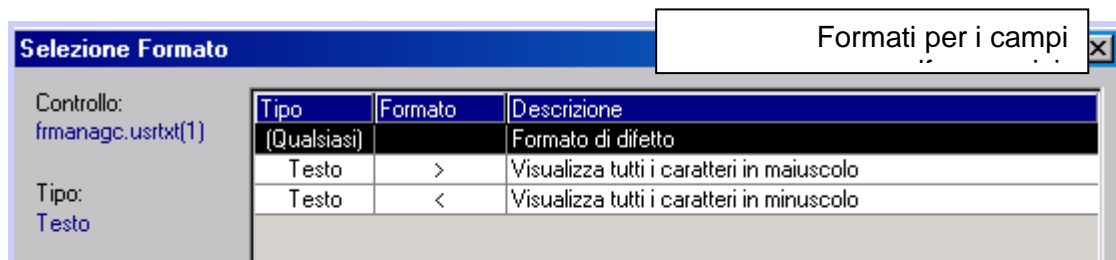 Formati per i campi
Selezione Formato
Controllo:
frmanagc.usrtxt(1)
Tipo:
Testo
Tipo Formato Descrizione
(Qualsiasi) Formato di difetto
Testo > Visualizza tutti i caratteri in maiuscolo
Testo < Visualizza tutti i caratteri in minuscolo